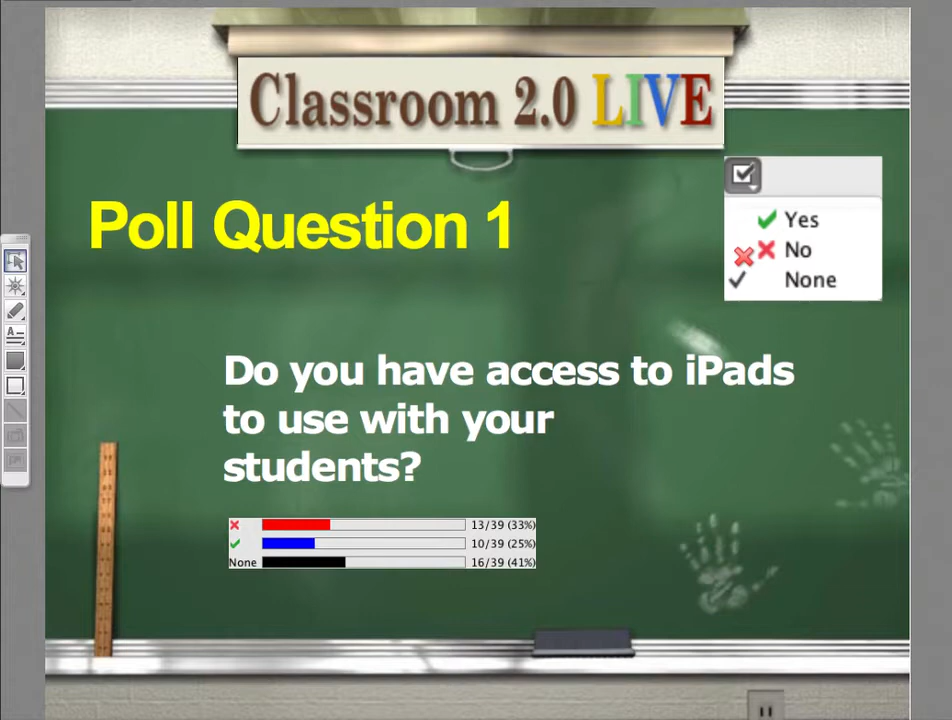 Classroom 2.0 LIVE
Poll Question 1
Yes
No
None
Do you have access to iPads
to use with your
students?
13/39 (33%)
10/39 (25%)
None 16/39 (41%)